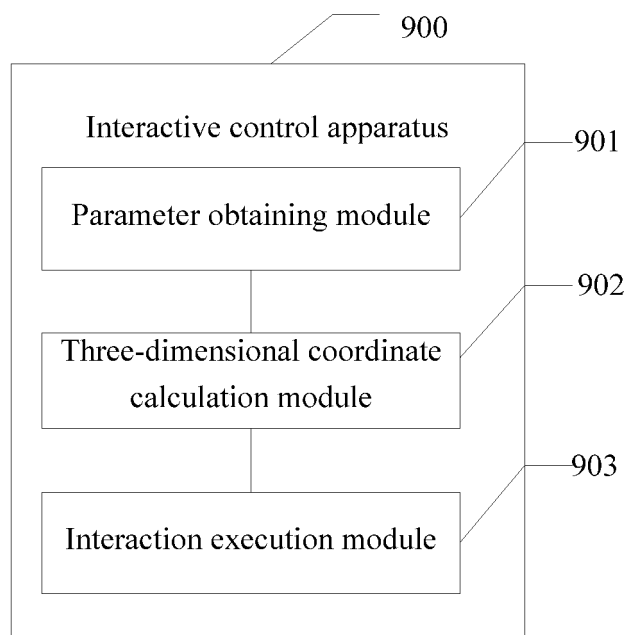 900
Interactive control apparatus
901
Parameter obtaining module
902
Three-dimensional coordinate
calculation module
903
Interaction execution module